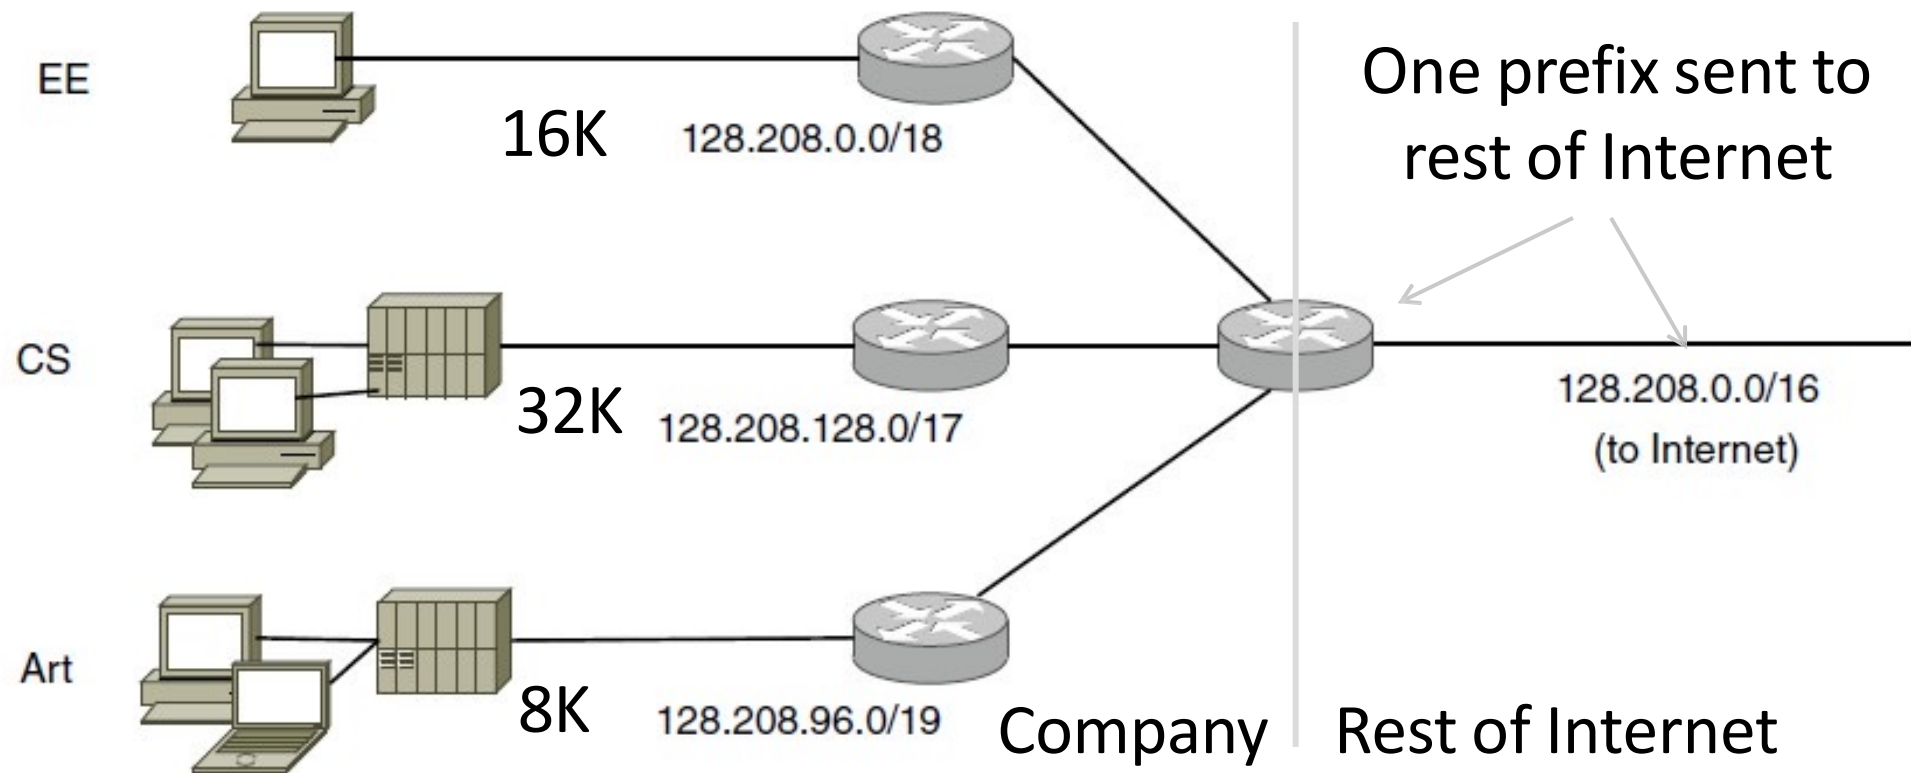 EE
16K
128.208.0.0/18
One prefix sent to
rest of Internet
CS
32K
128.208.128.0/17
128.208.0.0/16
(to Internet)
Art
8K
128.208.96.0/19
Company
Rest of Internet